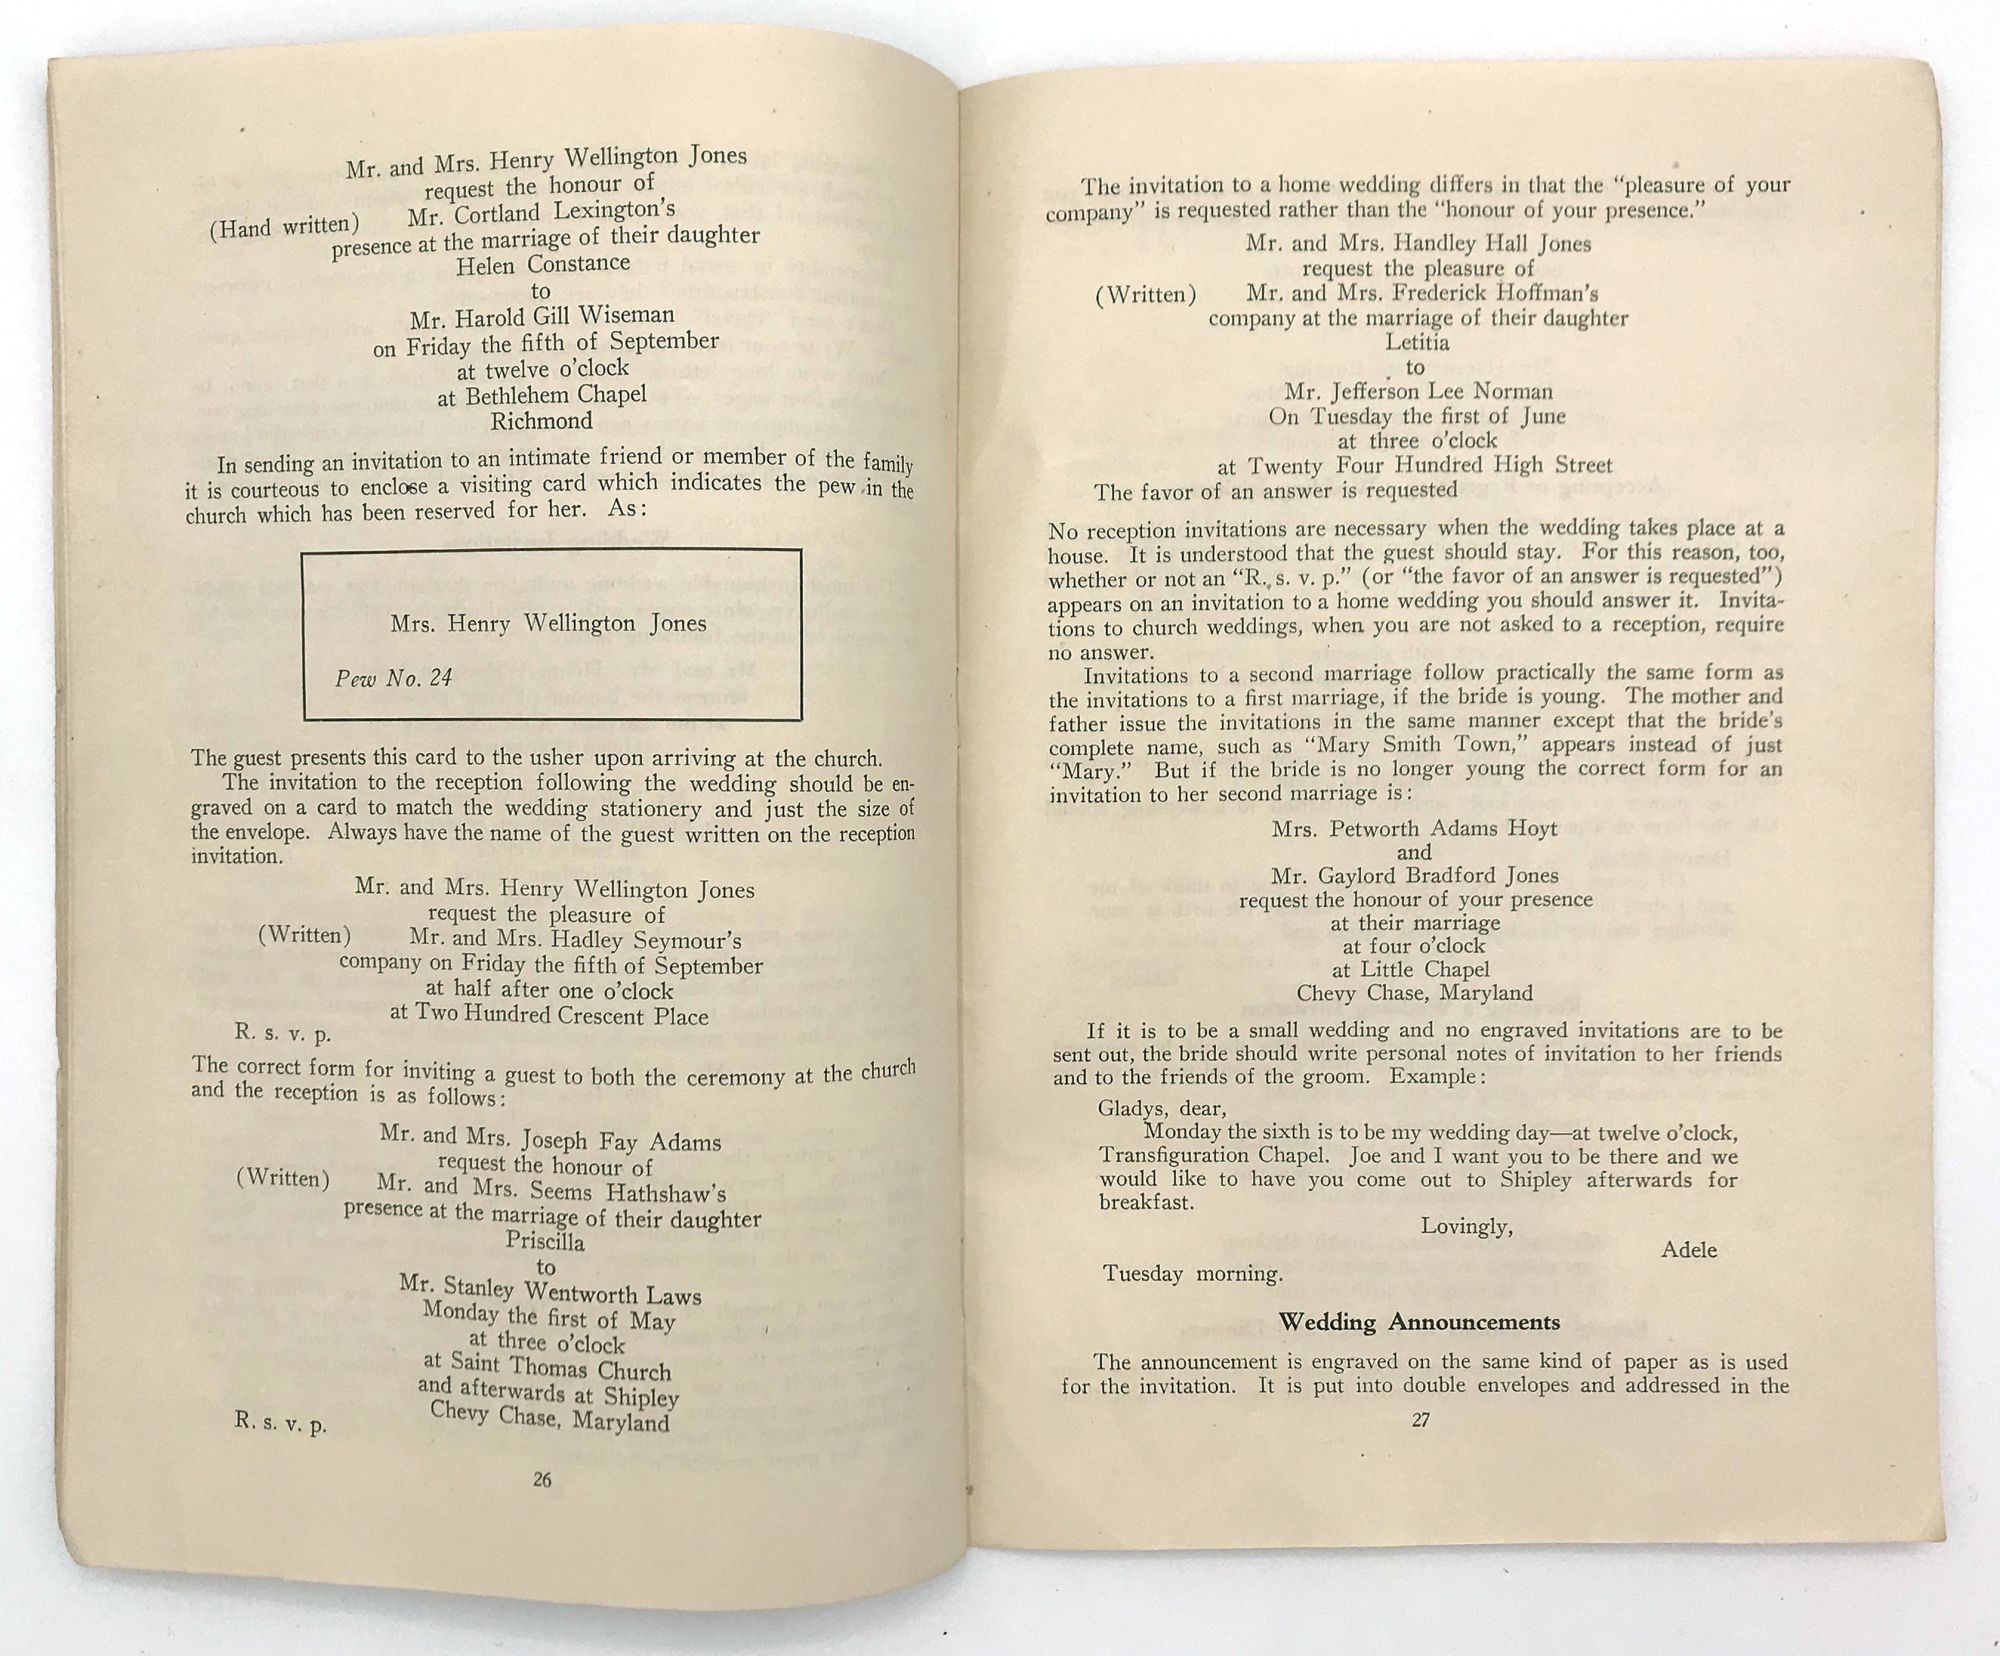 Mr. and Mrs. Henry Wellington Jones
request the honour of
(Hand written) Mr. Cortland Lexington's
presence at the marriage of their daughter
Helen Constance
to
Mr. Harold Gill Wiseman
on Friday the fifth of September
at twelve o'clock
at Bethlehem Chapel
Richmond
In sending an invitation to an intimate friend or member of the family
it is courteous to enclose a visiting card which indicates the pew in the
church which has been reserved for her. As:
Mrs. Henry Wellington Jones
Pew No. 24
The guest presents this card to the usher upon arriving at the church.
The invitation to the reception following the wedding should be en-
graved on a card to match the wedding stationery and just the size of
the envelope. Always have the name of the guest written on the reception
invitation.
Mr. and Mrs. Henry Wellington Jones
request the pleasure of
(Written) Mr. and Mrs. Hadley Seymour's
company on Friday the fifth of September
at half after one o'clock
at Two Hundred Crescent Place
R. s. v. p.
The correct form for inviting a guest to both the ceremony at the church
and the reception is as follows:
Mr. and Mrs. Joseph Fay Adams
request the honour of
(Written) Mr. and Mrs. Seems Hathshaw's
presence at the marriage of their daughter
Priscilla
to
Mr. Stanley Wentworth Laws
Monday the first of May
at three o'clock
at Saint Thomas Church
and afterwards at Shipley
Chevy Chase, Maryland
R. s. v. p.
26
The invitation to a home wedding differs in that the "pleasure of your
company" is requested rather than the "honour of your presence."
Mr. and Mrs. Handley Hall Jones
request the pleasure of
(Written) Mr. and Mrs. Frederick Hoffman's
company at the marriage of their daughter
Letitia
to
Mr. Jefferson Lee Norman
On Tuesday the first of June
at three o'clock
at Twenty Four Hundred High Street
The favor of an answer is requested
No reception invitations are necessary when the wedding takes place at a
house. It is understood that the guest should stay. For this reason, too,
whether or not an "R. s. v. p." (or "the favor of an answer is requested")
appears on an invitation to a home wedding you should answer it. Invita-
tions to church weddings, when you are not asked to a reception, require
no answer.
Invitations to a second marriage follow practically the same form as
the invitations to a first marriage, if the bride is young. The mother and
father issue the invitations in the same manner except that the bride's
complete name, such as "Mary Smith Town," appears instead of just
"Mary." But if the bride is no longer young the correct form for an
invitation to her second marriage is:
Mrs. Petworth Adams Hoyt
and
Mr. Gaylord Bradford Jones
request the honour of your presence
at their marriage
at four o'clock
at Little Chapel
Chevy Chase, Maryland
If it is to be a small wedding and no engraved invitations are to be
sent out, the bride should write personal notes of invitation to her friends
and to the friends of the groom. Example:
Gladys, dear,
Monday the sixth is to be my wedding day—at twelve o'clock,
Transfiguration Chapel. Joe and I want you to be there and we
would like to have you come out to Shipley afterwards for
breakfast.
Lovingly,
Adele
Tuesday morning.
Wedding Announcements
The announcement is engraved on the same kind of paper as is used
for the invitation. It is put into double envelopes and addressed in the
27